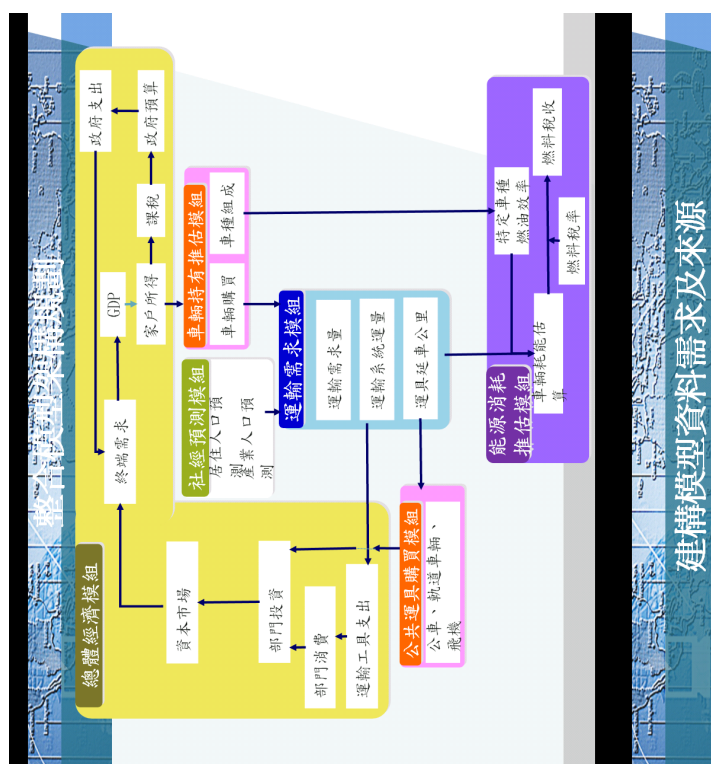 整合模型架構規劃
總體經濟模組
終端需求
GDP
政府支出
家戶所得
課稅
政府預算
資本市場
部門投資
部門消費
運輸工具支出
社經預測模組
居住人口預
測
產業人口預
測
車輛持有推估模組
車輛購買
車種組成
運輸需求模組
運輸需求量
運輸系統運量
運具延車公里
公共運具購買模組
公車、軌道車輛、
飛機
能源消耗
推估模組
特定車種
燃油效率
車輛耗能估
算
燃料稅率
燃料稅收
建構模型資料需求及來源